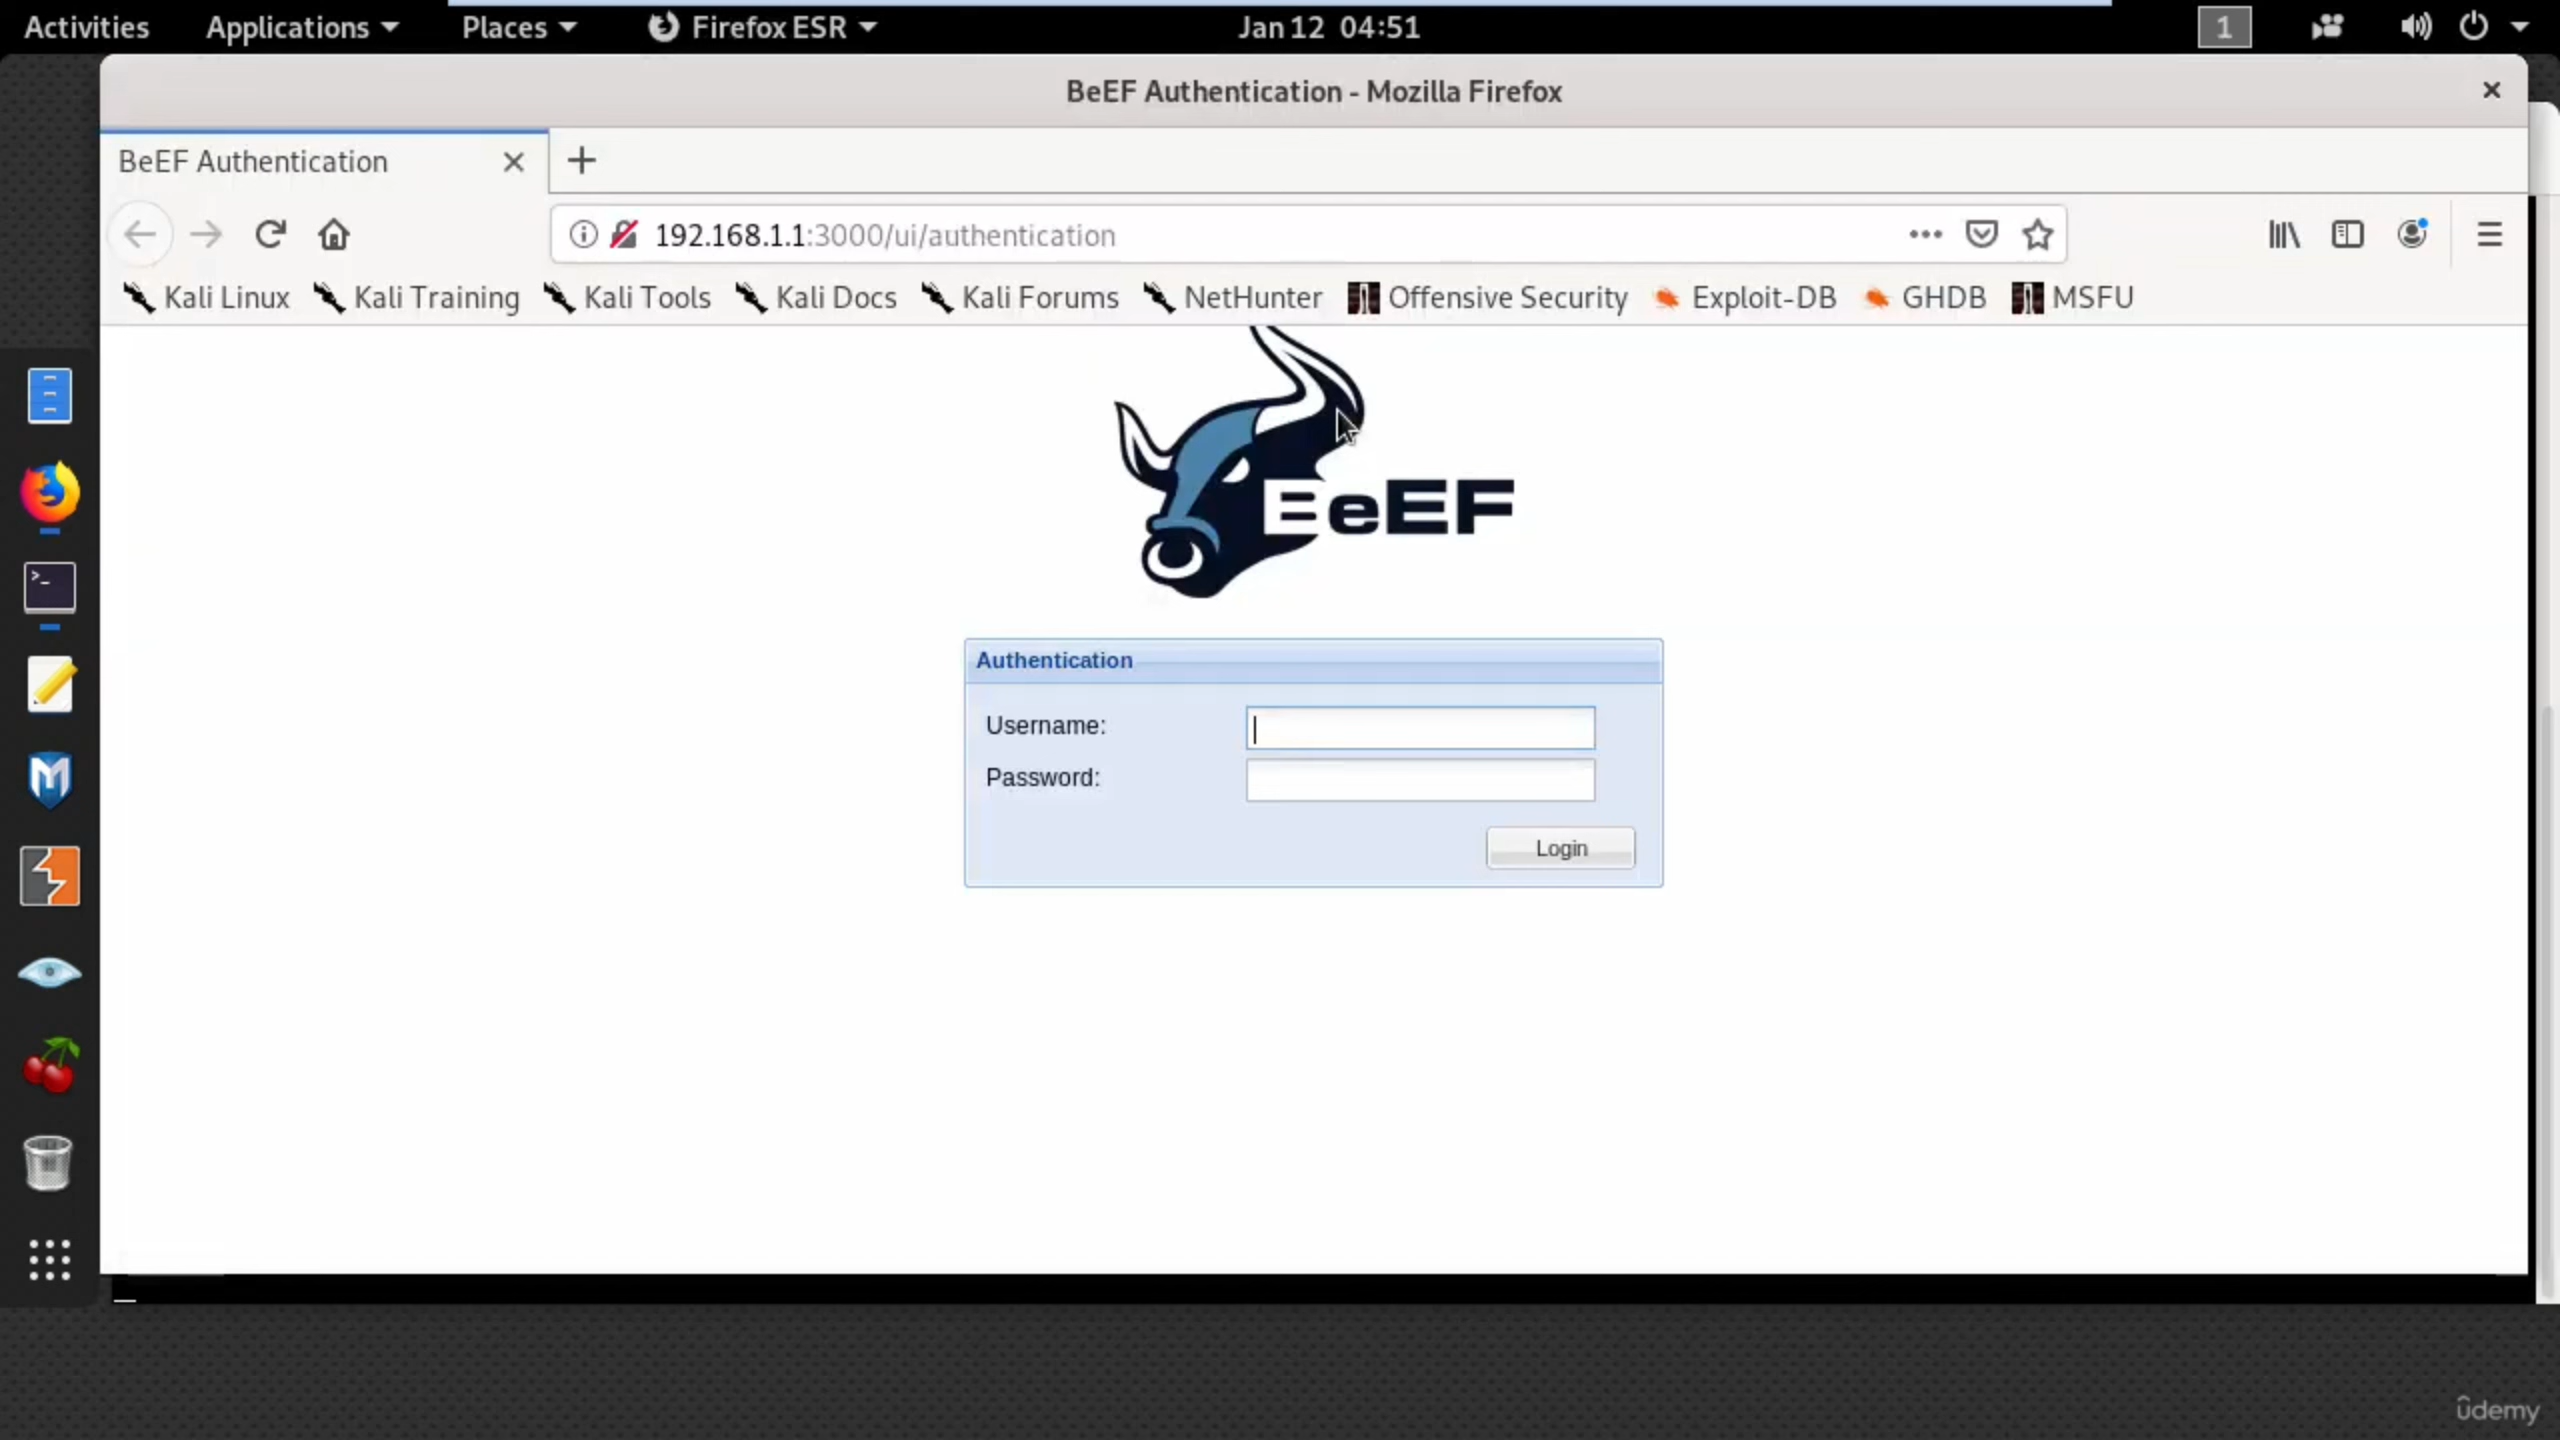 Activities Applications Places Firefox ESR Jan 12 04:51 1
BeEF Authentication - Mozilla Firefox
BeEF Authentication
192.168.1.1:3000/ui/authentication
Kali Linux Kali Training Kali Tools Kali Docs Kali Forums NetHunter Offensive Security Exploit-DB GHDB MSFU
BeEF
Authentication
Username:
Password:
Login
ûdemy